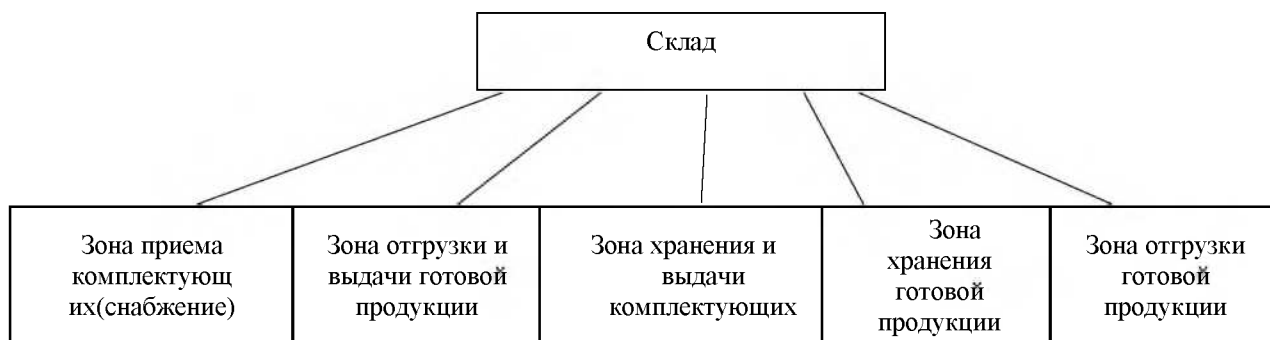 Склад
Зона приема
комплектующ
их(снабжение)
Зона отгрузки и
выдачи готовой
продукции
Зона хранения и
выдачи
комплектующих
Зона
хранения
готовой
продукции
Зона отгрузки
готовой
продукции